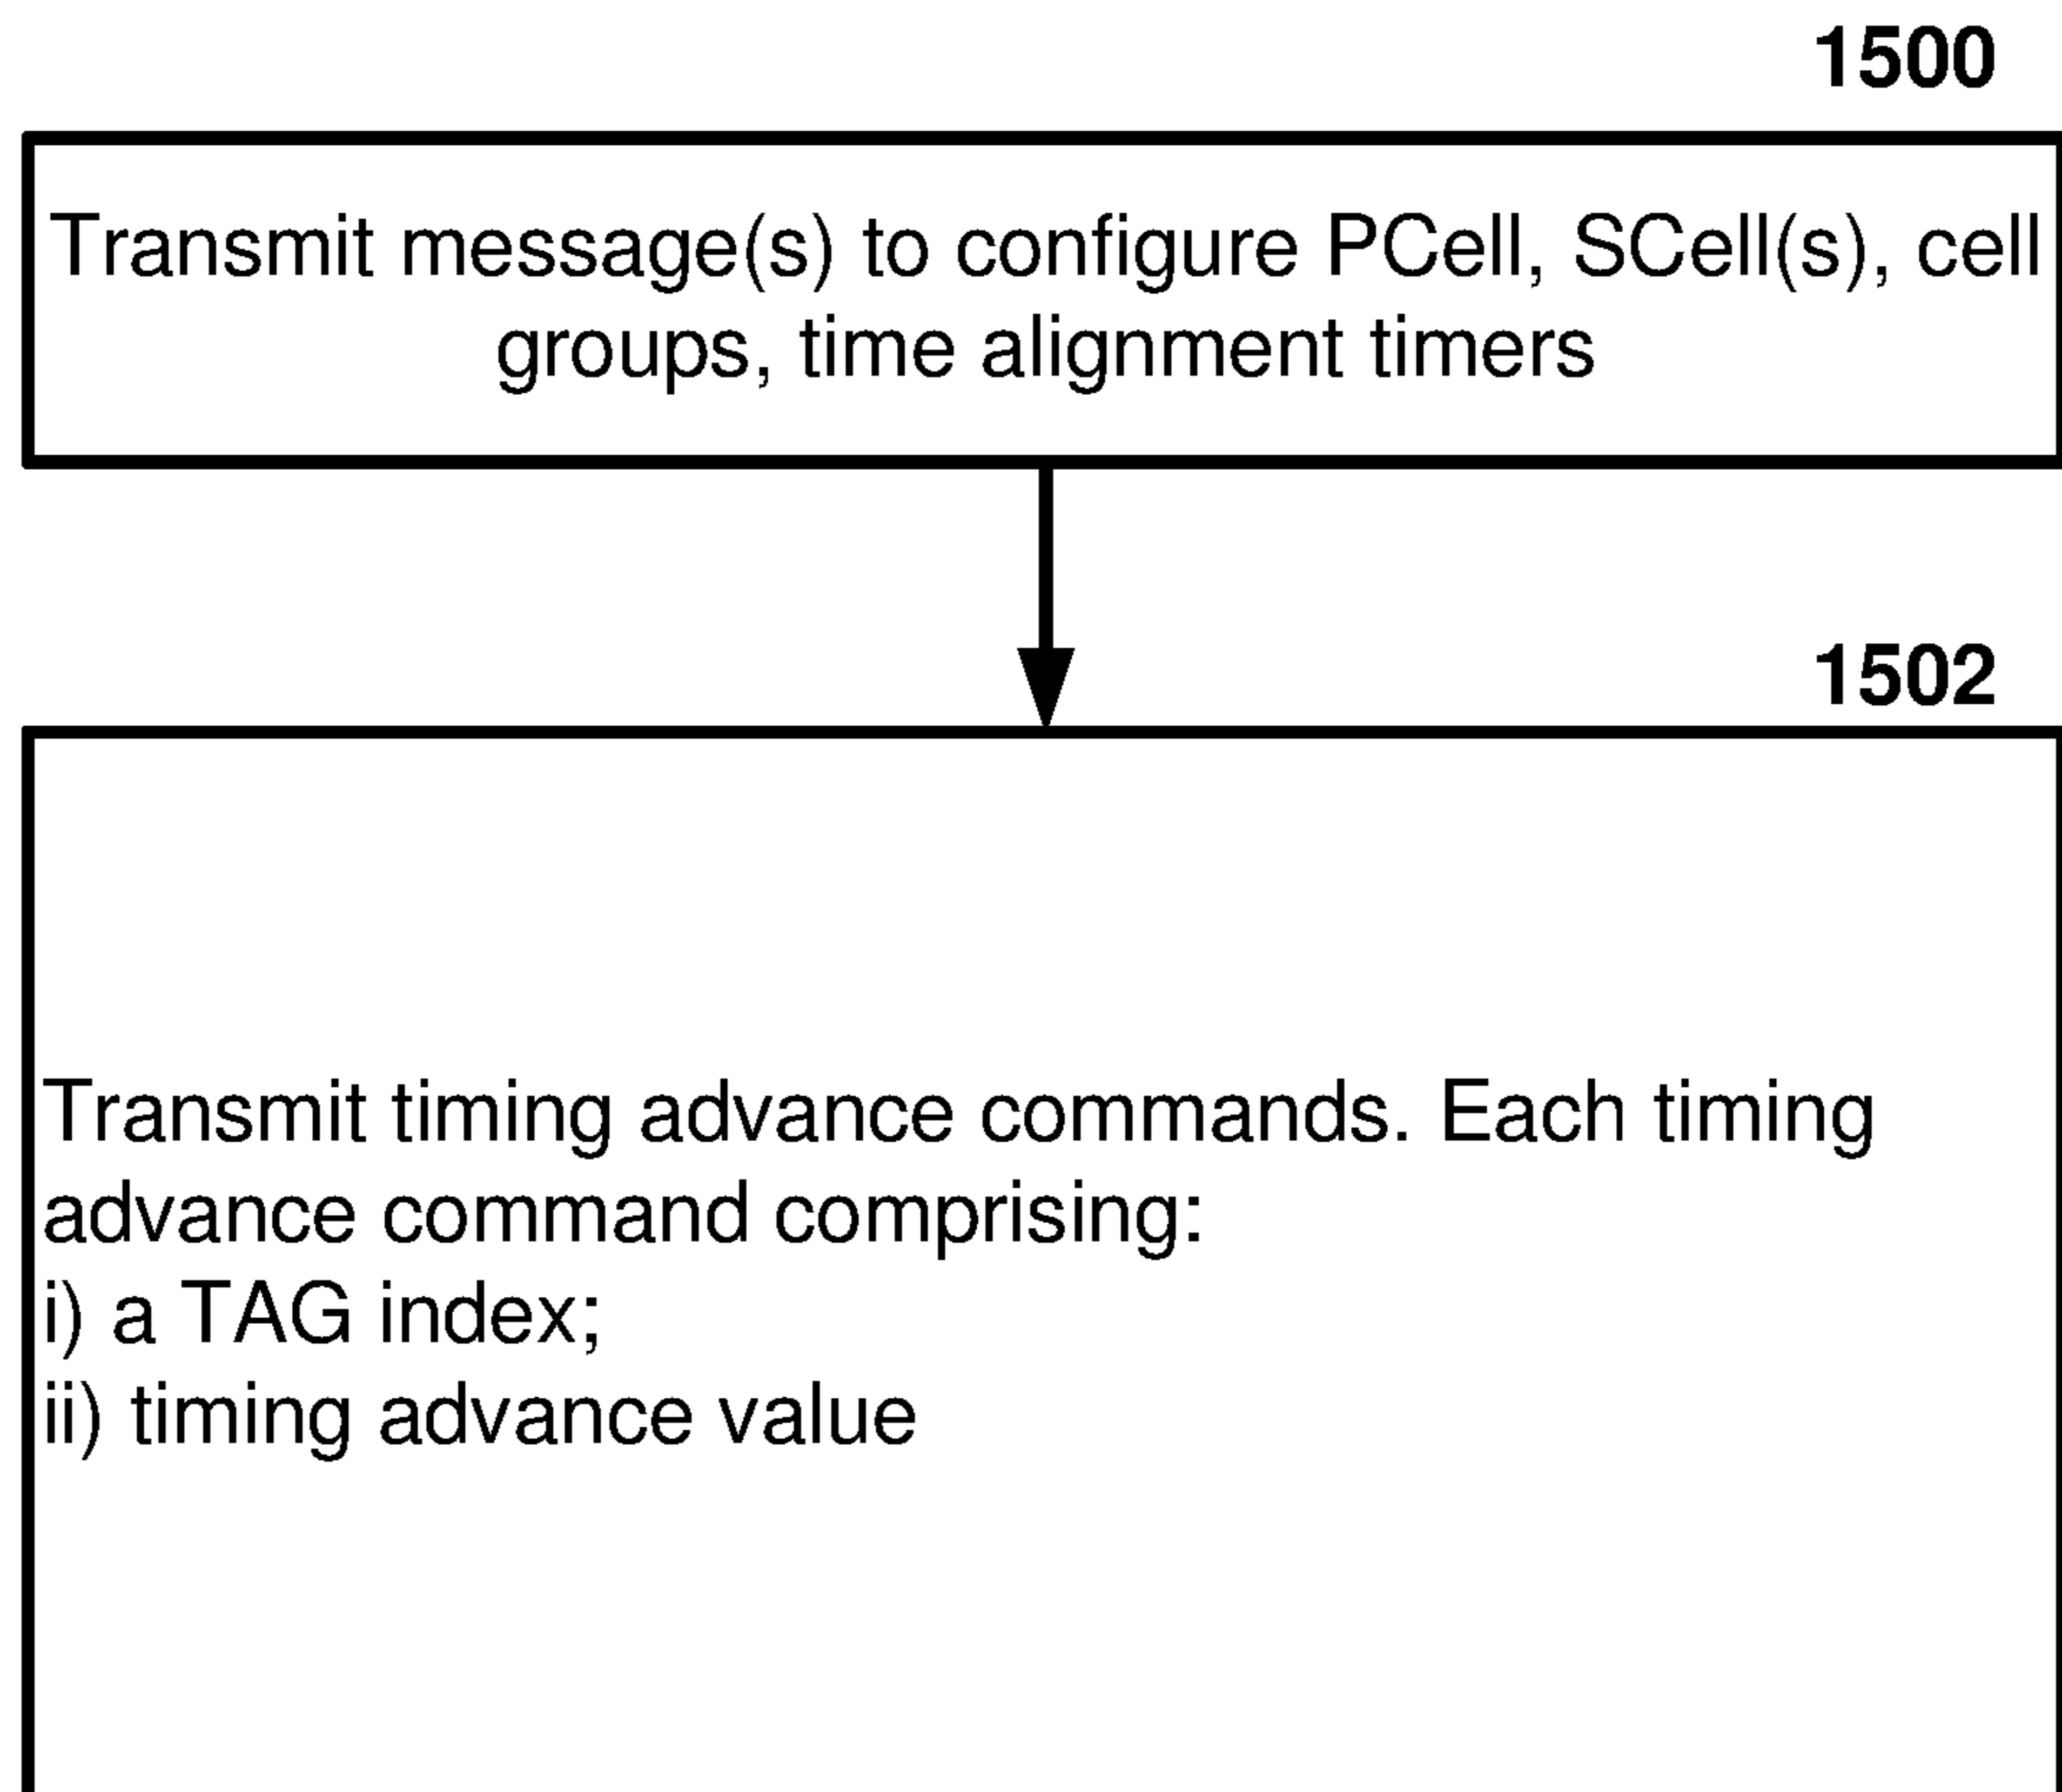 1500
Transmit message(s) to configure PCell, SCell(s), cell
groups, time alignment timers
1502
Transmit timing advance commands. Each timing
advance command comprising:
i) a TAG index;
ii) timing advance value